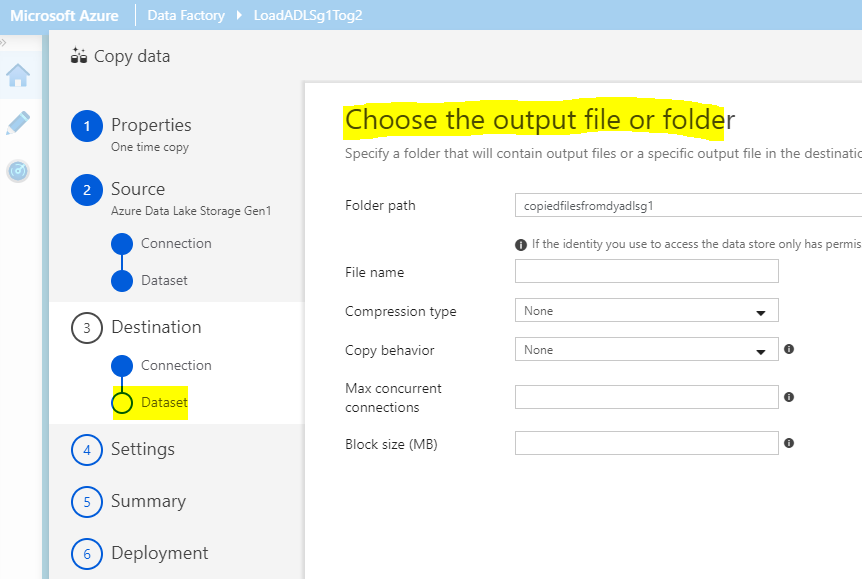 Microsoft Azure Data Factory LoadADLSg1Tog2
Copy data
1 Properties
One time copy
2 Source
Azure Data Lake Storage Gen1
Connection
Dataset
3 Destination
Connection
Dataset
4 Settings
5 Summary
6 Deployment
Choose the output file or folder
Specify a folder that will contain output files or a specific output file in the
Folder path copiedfilesfromdyadlsg1
If the identity you use to access the data store only has
File name
Compression type None
Copy behavior None
Max concurrent
connections
Block size (MB)